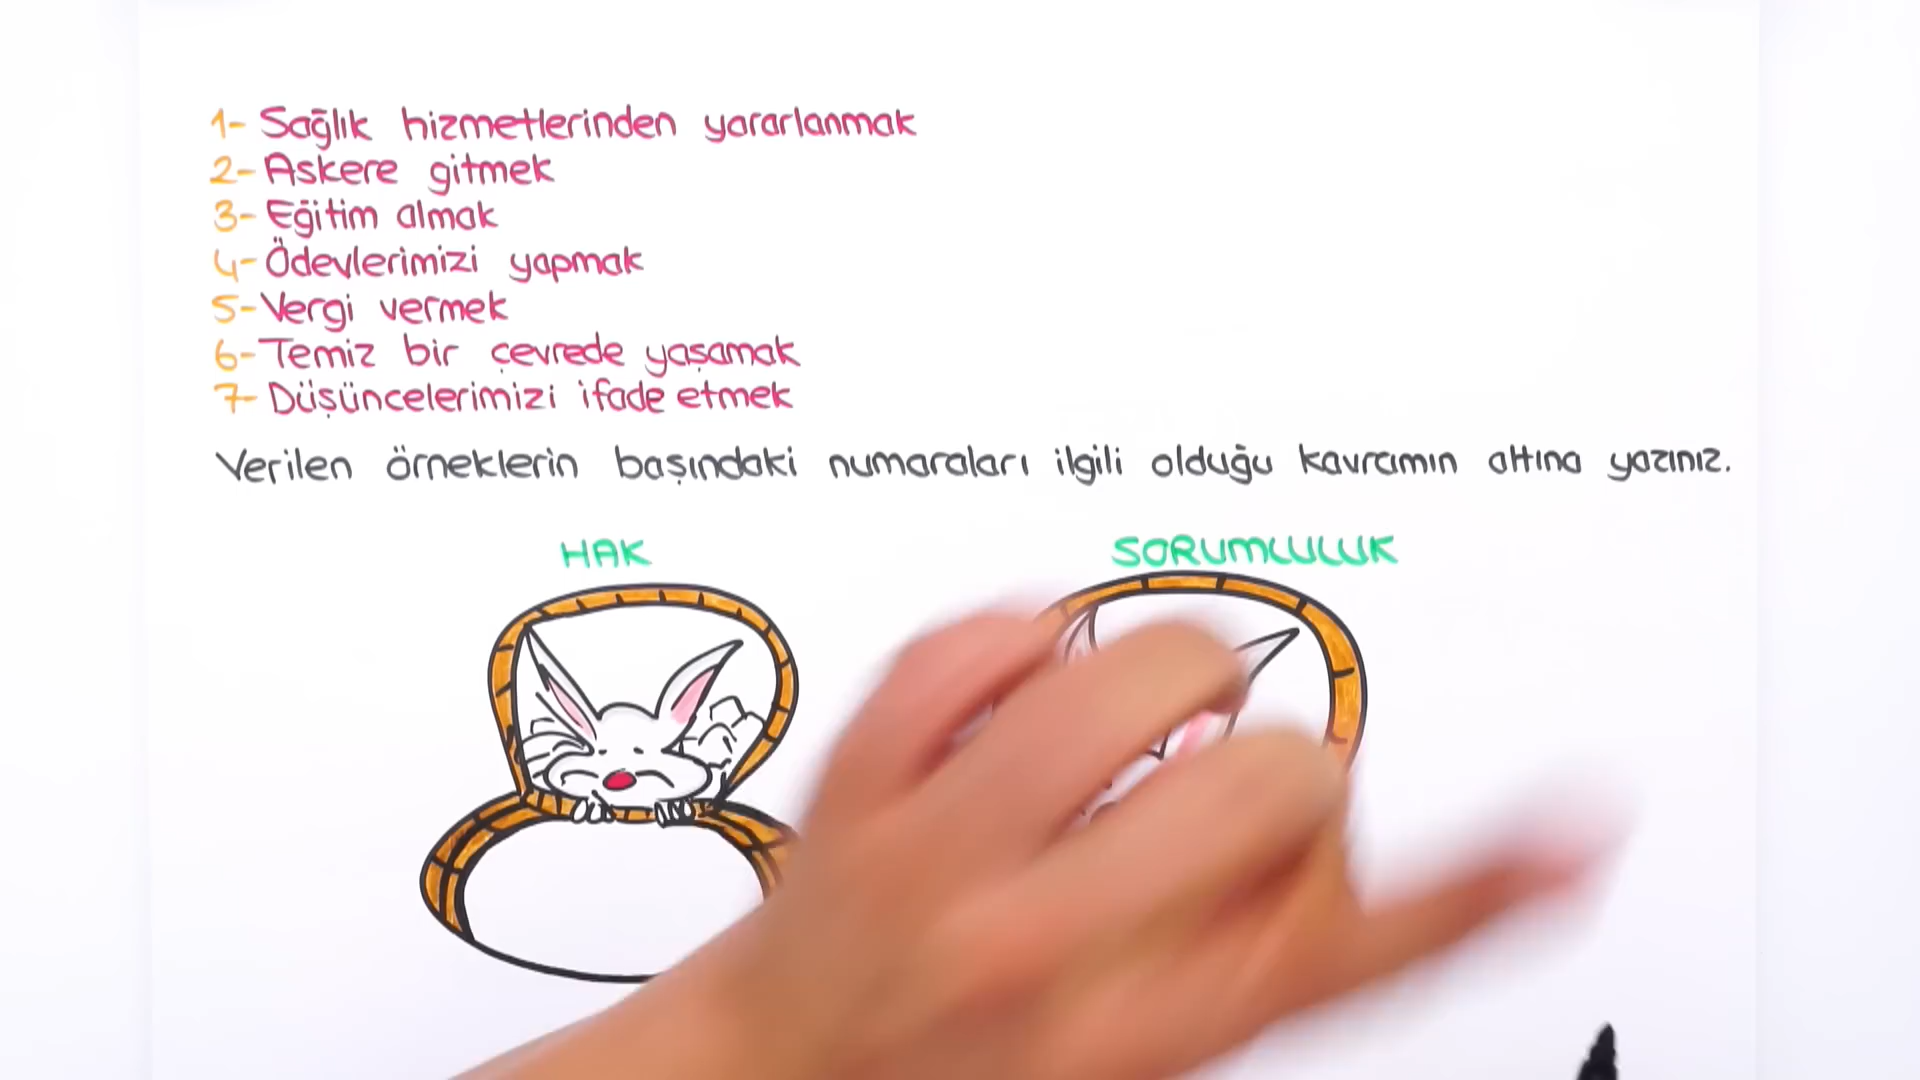 1- Sağlık hizmetlerinden yararlanmak
2- Askere gitmek
3- Eğitim almak
4- Ödevlerimizi yapmak
5- Vergi vermek
6- Temiz bir çevrede yaşamak
7- Düşüncelerimizi ifade etmek
Verilen örneklerin başındaki numaraları ilgili olduğu kavramın altına yazınız.
HAK SORUMLULUK